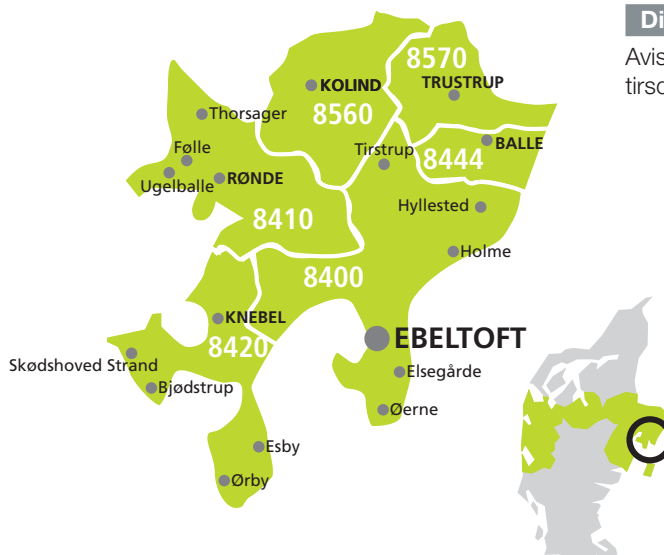 Di
Avis
tirsd
8570
TRUSTRUP
KOLIND
8560
Thorsager
BALLE
8444
Tirstrup
Følle
Ugelballe
RØNDE
Hyllested
8410
Holme
8400
KNEBEL
8420
EBELTOFT
Skødshoved Strand
Elsegårde
Bjødstrup
Øerne
Esby
Ørby